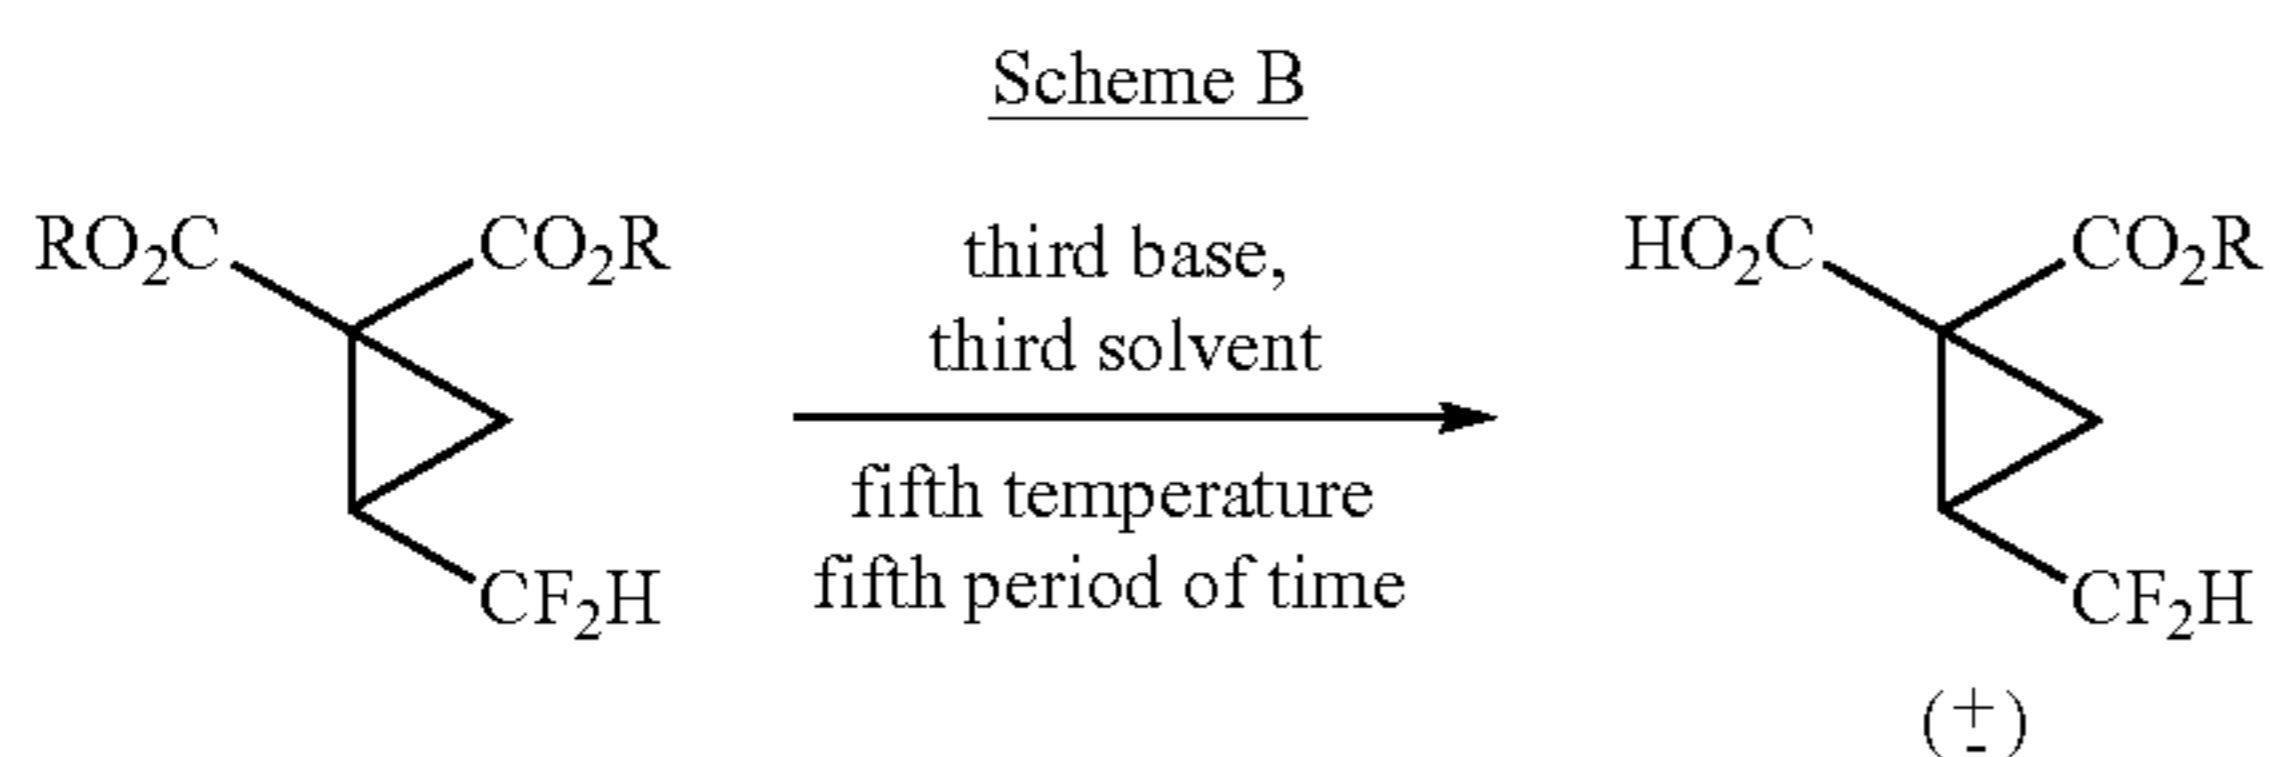 Scheme B
RO₂C CO₂R third base, HO₂C CO₂R
third solvent
fifth temperature
CF₂H fifth period of time CF₂H
(±)